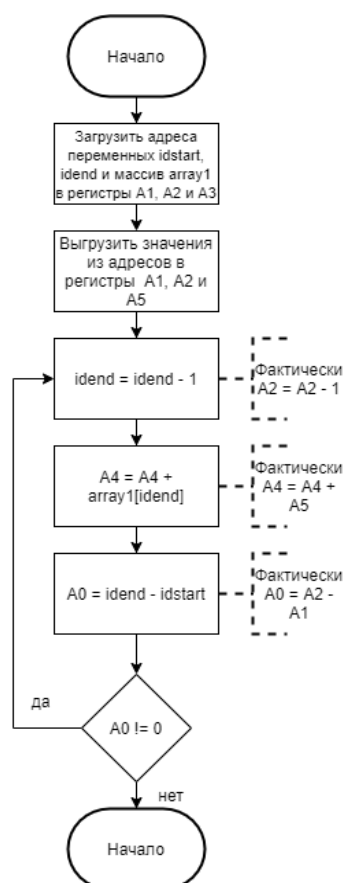 Начало
Загрузить адреса
переменных idstart,
idend и массив array1
в регистры A1, A2 и A3
Выгрузить значения
из адресов в
регистры A1, A2 и
A5
idend = idend - 1
Фактически
A2 = A2 - 1
A4 = A4 +
array1[idend]
Фактически
A4 = A4 +
A5
A0 = idend - idstart
Фактически
A0 = A2 -
A1
да
A0 != 0
нет
Начало